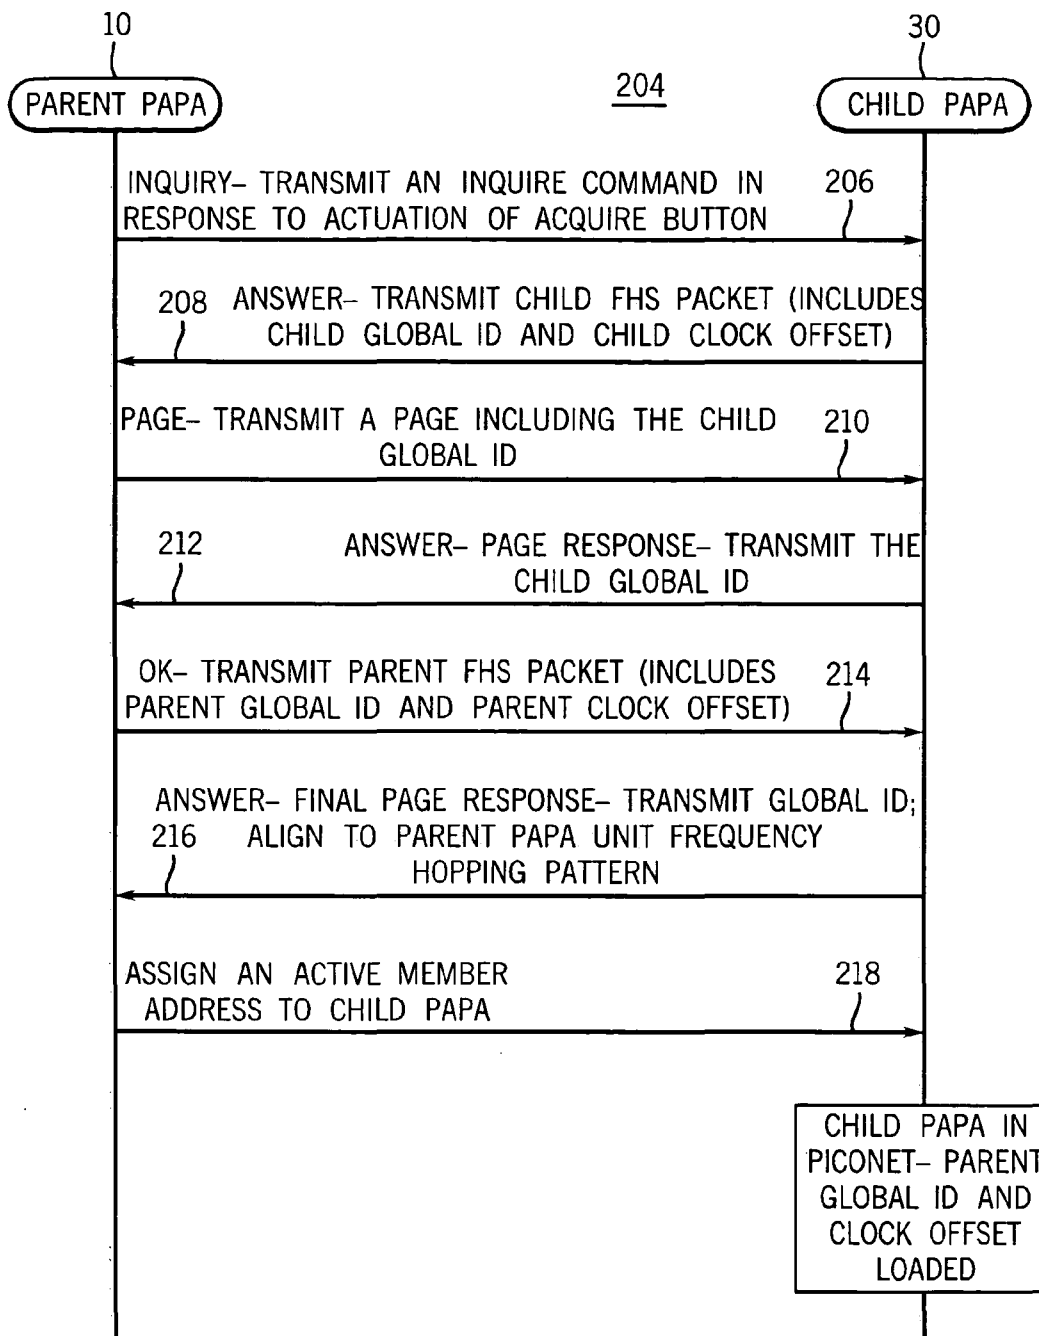 10
30
PARENT PAPA
204
CHILD PAPA
INQUIRY– TRANSMIT AN INQUIRE COMMAND IN
206
RESPONSE TO ACTUATION OF ACQUIRE BUTTON
208
ANSWER– TRANSMIT CHILD FHS PACKET (INCLUDES
CHILD GLOBAL ID AND CHILD CLOCK OFFSET)
PAGE– TRANSMIT A PAGE INCLUDING THE CHILD
210
GLOBAL ID
212
ANSWER– PAGE RESPONSE– TRANSMIT THE
CHILD GLOBAL ID
OK– TRANSMIT PARENT FHS PACKET (INCLUDES
214
PARENT GLOBAL ID AND PARENT CLOCK OFFSET)
ANSWER– FINAL PAGE RESPONSE– TRANSMIT GLOBAL ID;
216
ALIGN TO PARENT PAPA UNIT FREQUENCY
HOPPING PATTERN
ASSIGN AN ACTIVE MEMBER
218
ADDRESS TO CHILD PAPA
CHILD PAPA IN
PICONET– PARENT
GLOBAL ID AND
CLOCK OFFSET
LOADED